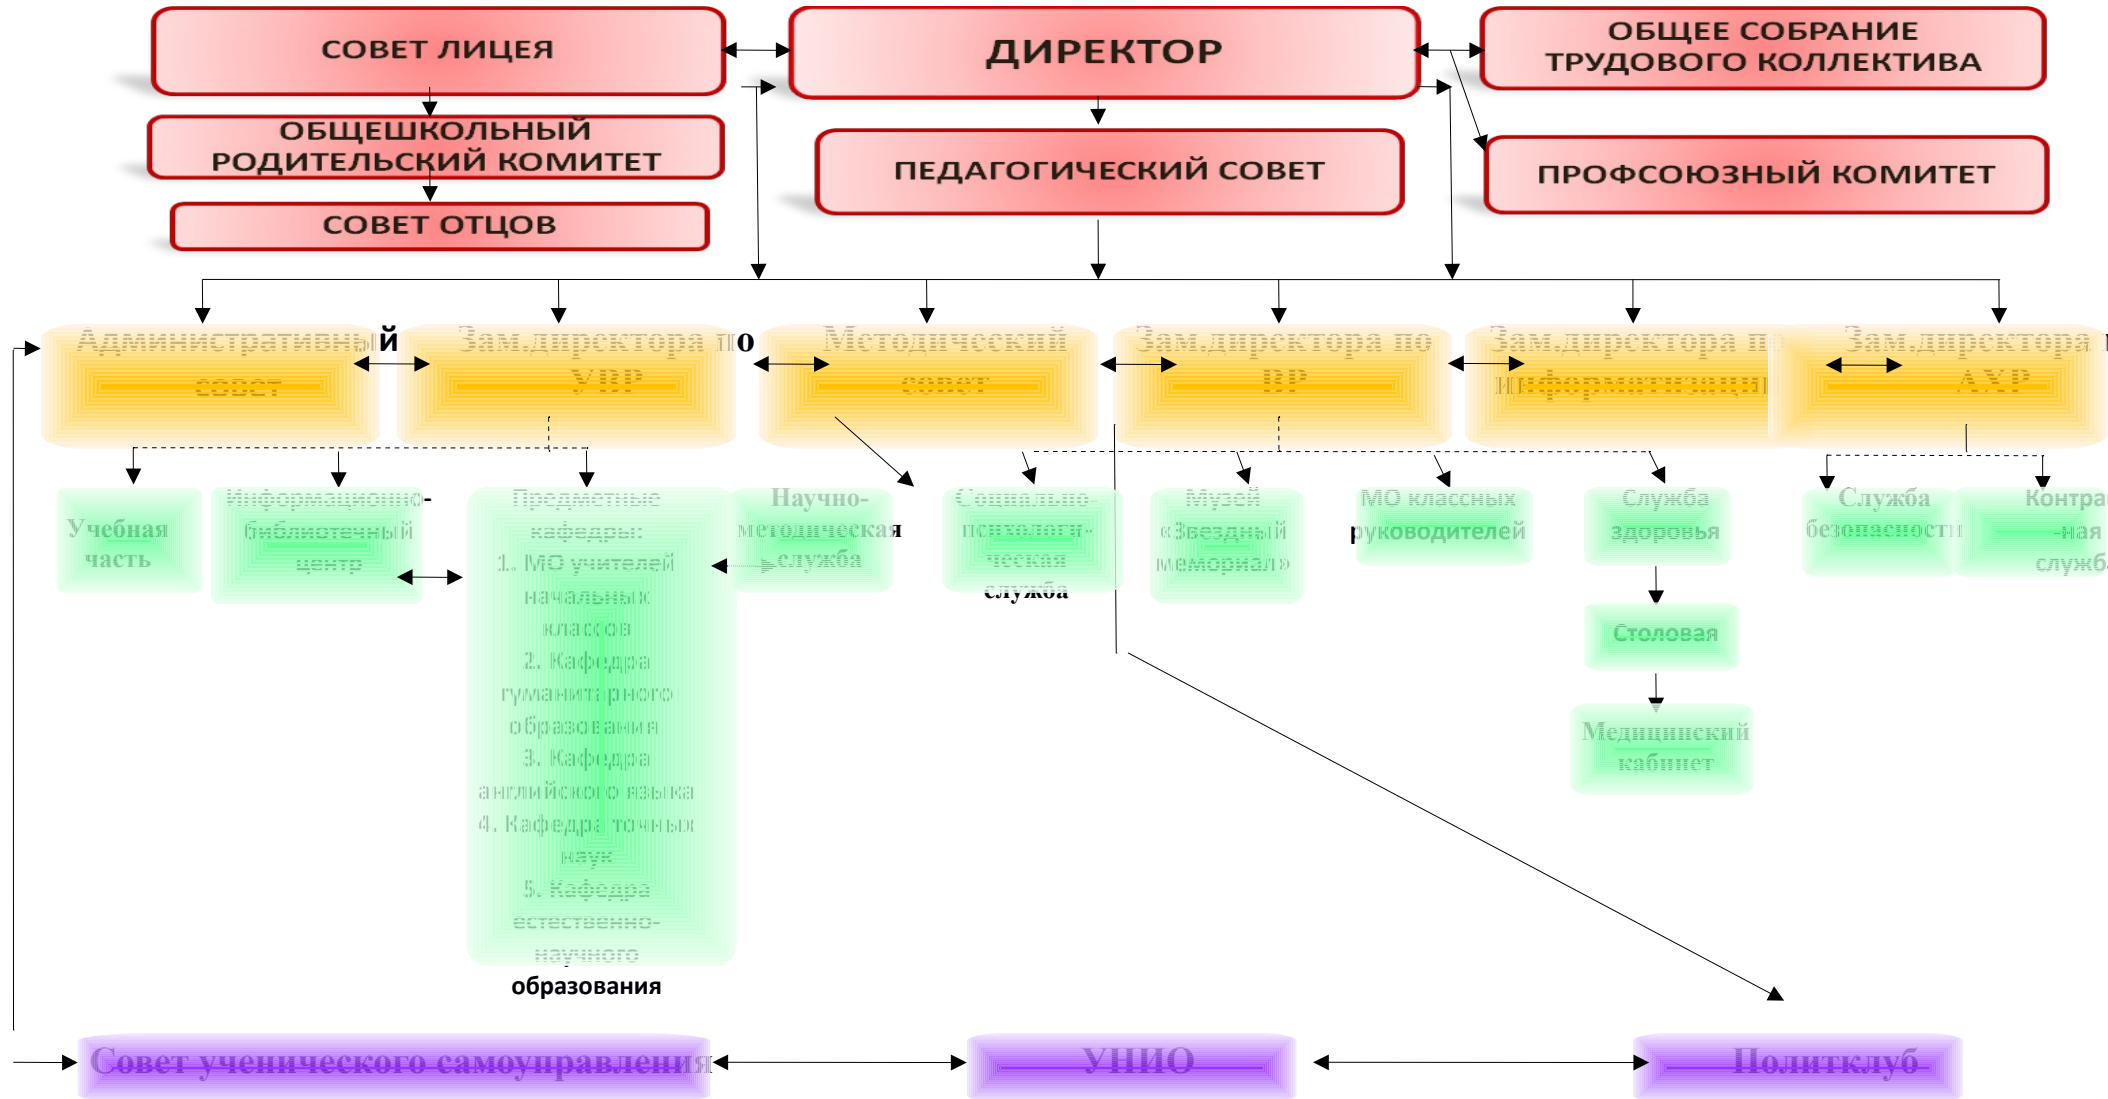 СОВЕТ ЛИЦЕЯ
ДИРЕКТОР
ОБЩЕЕ СОБРАНИЕ
ТРУДОВОГО КОЛЛЕКТИВА
ОБЩЕШКОЛЬНЫЙ
РОДИТЕЛЬСКИЙ КОМИТЕТ
ПЕДАГОГИЧЕСКИЙ СОВЕТ
ПРОФСОЮЗНЫЙ КОМИТЕТ
СОВЕТ ОТЦОВ
Административный
совет
Зам.директора по
УВР
Методический
совет
Зам.директора по
ВР
Зам.директора п
информатизаци
Зам.директора
АХР
Учебная
часть
Информационно-
библиотечный
центр
Предметные
кафедры:
1. МО учителей
начальных
классов
2. Кафедра
гуманитарного
образования
3. Кафедра
английского языка
4. Кафедра точных
наук
5. Кафедра
естественно-
научного
образования
Научно-
методическая
служба
Социально-
психологи-
ческая
служба
Музей
«Звездный
мемориал»
МО классных
руководителей
Служба
здоровья
Столовая
Медицинский
кабинет
Служба
безопасности
Контра
-ная
служб
Совет ученического самоуправления
УНИО
Политклуб